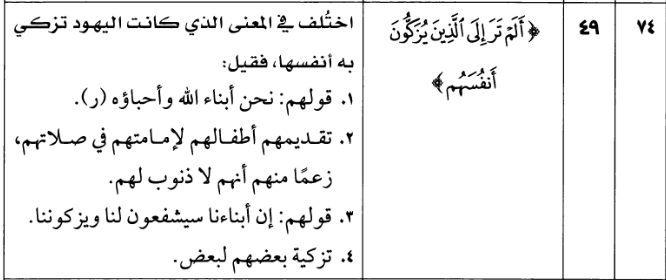 ٧٤
٤٩
﴿أَلَمْ تَرَ إِلَى ٱلَّذِينَ يُزَكُّونَ
أَنفُسَهُم﴾
اختُلف في المعنى الذي كانت اليهود تزكي
به أنفسها، فقيل:
١. قولهم: نحن أبناء الله وأحباؤه (ر).
٢. تقديمهم أطفالهم لإمامتهم في صلاتهم،
زعمًا منهم أنهم لا ذنوب لهم.
٣. قولهم: إن أبناءنا سيشفعون لنا ويزكوننا.
٤. تزكية بعضهم لبعض.